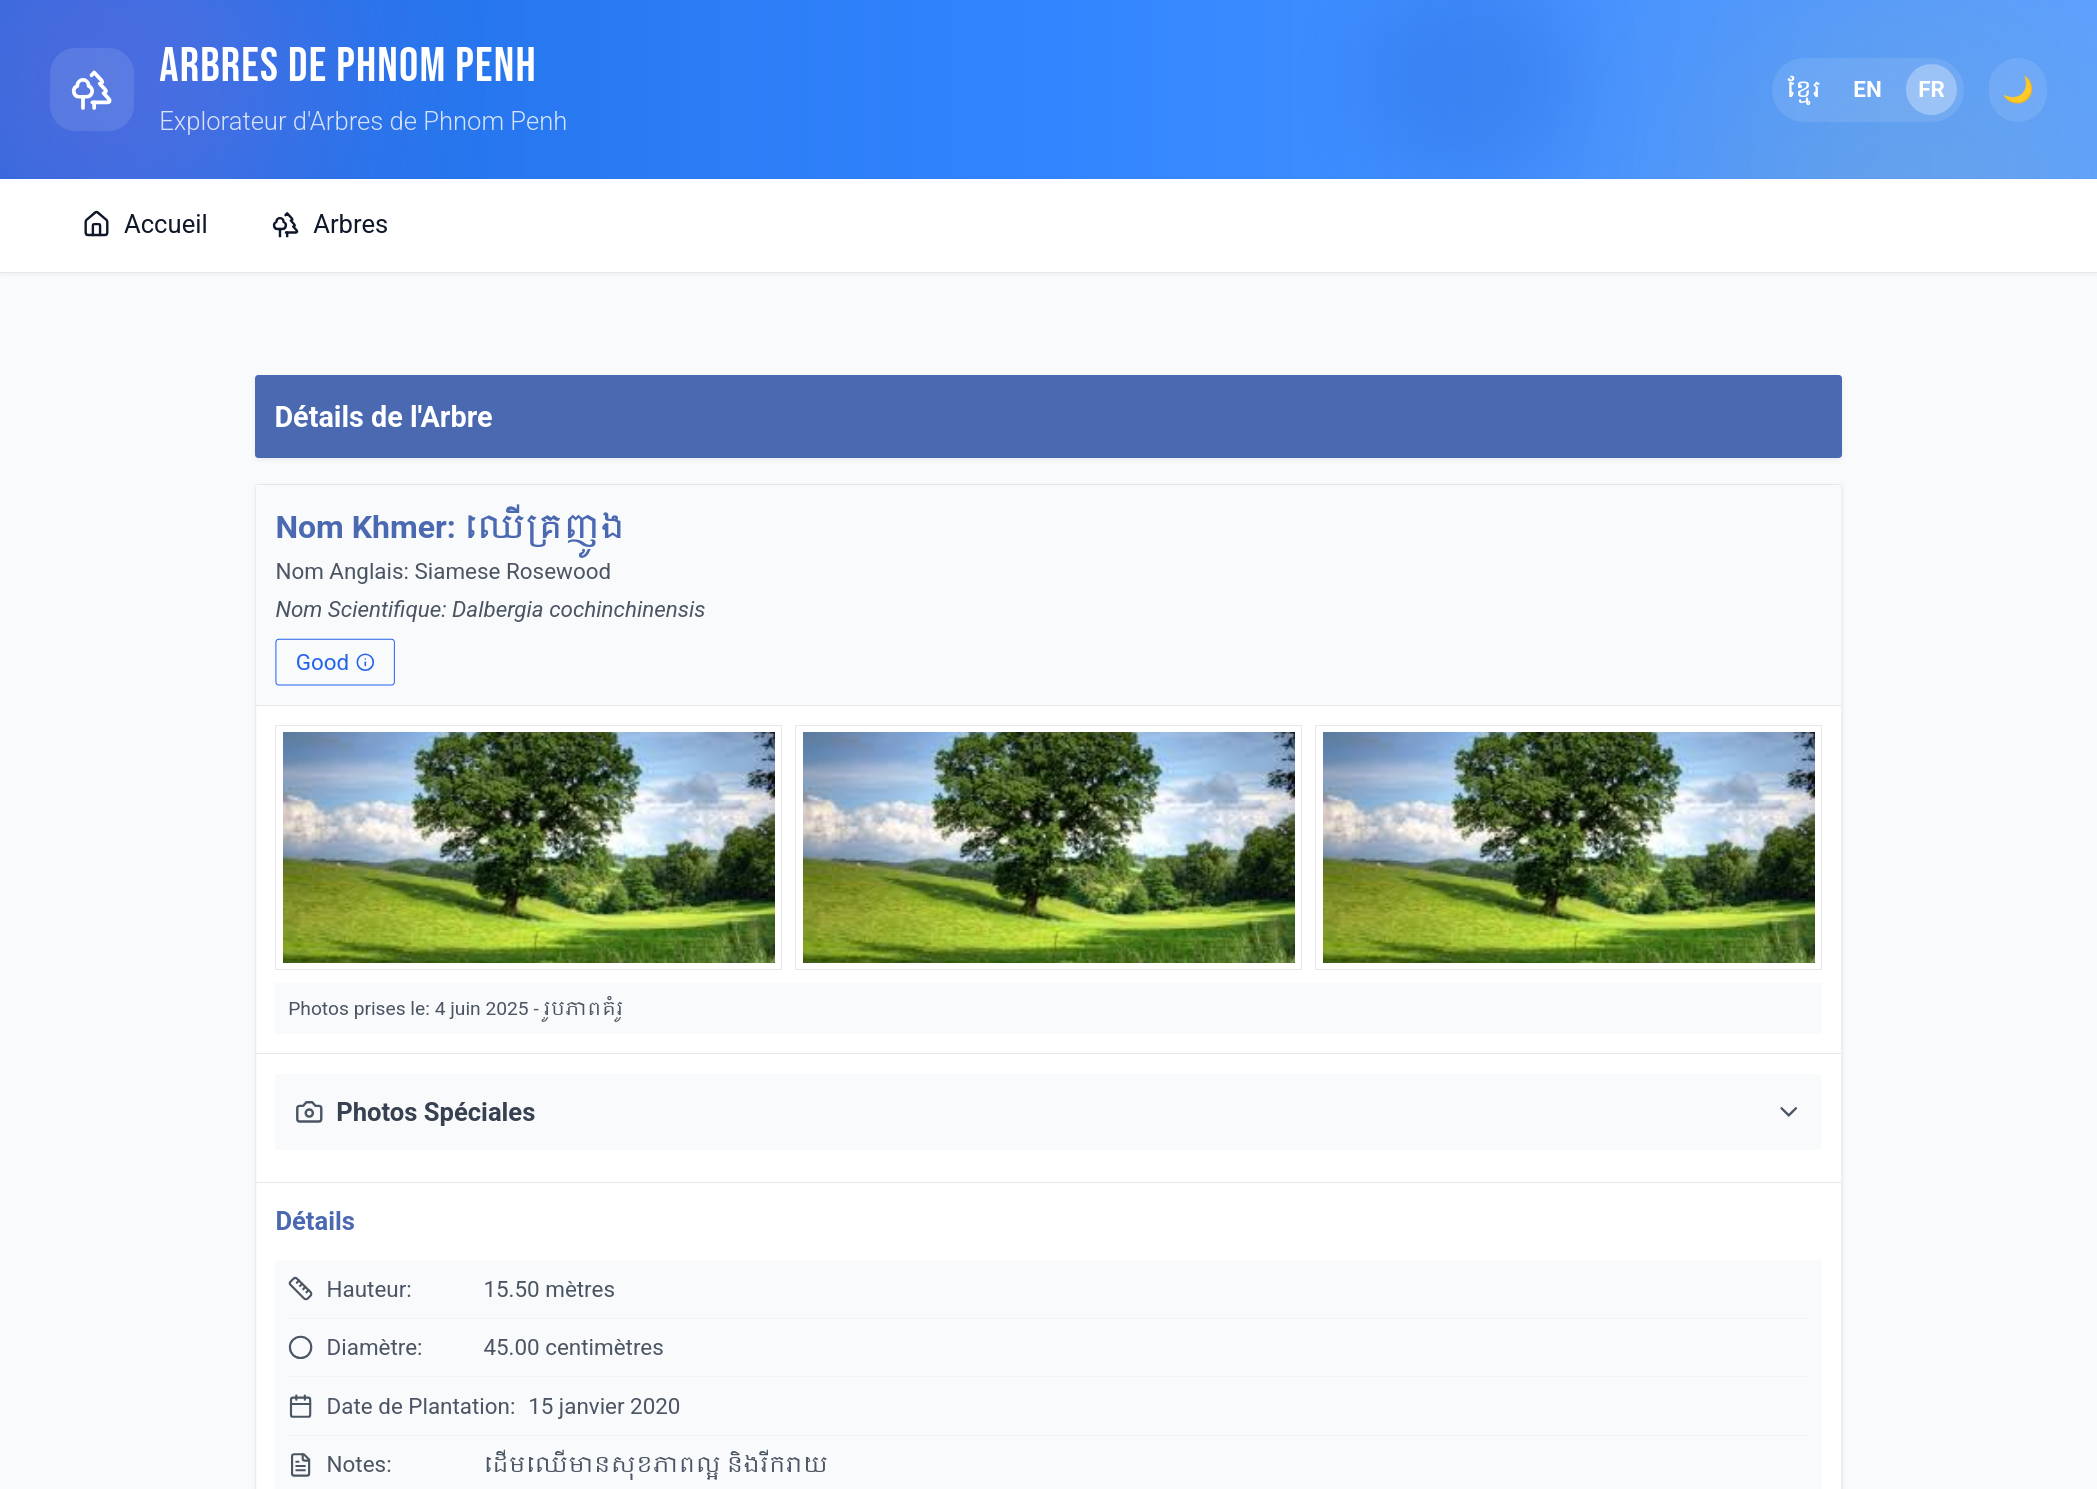 ARBRES DE PHNOM PENH
Explorateur d'Arbres de Phnom Penh
ខ្មែរ EN FR
Accueil Arbres
Détails de l'Arbre
Nom Khmer: ឈើគ្រញូង
Nom Anglais: Siamese Rosewood
Nom Scientifique: Dalbergia cochinchinensis
Good
Photos prises le: 4 juin 2025 - រូបភាពគំរូ
Photos Spéciales
Détails
Hauteur: 15.50 mètres
Diamètre: 45.00 centimètres
Date de Plantation: 15 janvier 2020
Notes: ដើមឈើមានសុខភាពល្អ និងរីករាយ